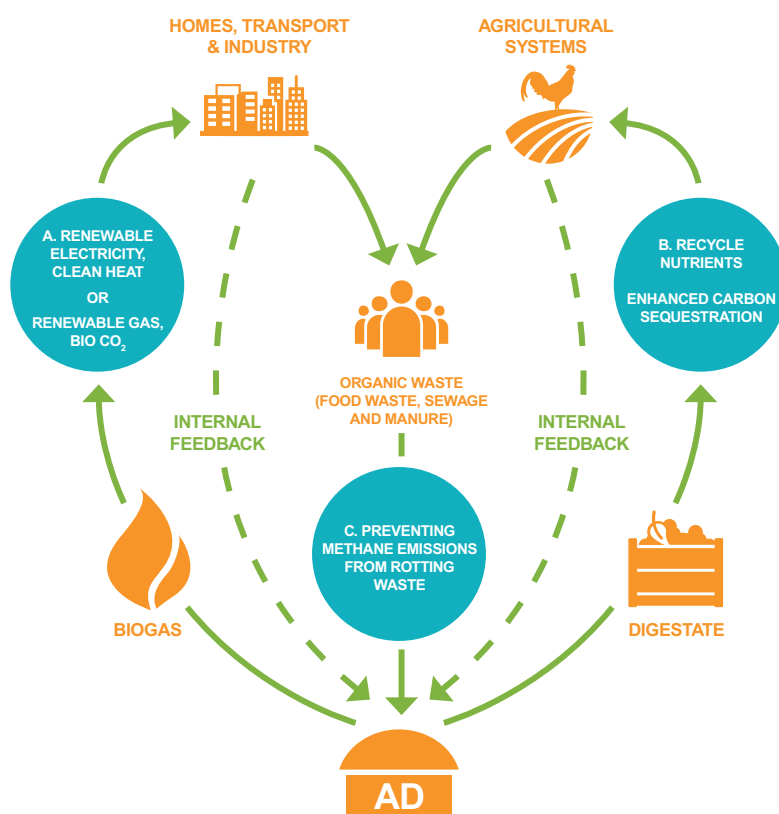 HOMES, TRANSPORT
& INDUSTRY
AGRICULTURAL
SYSTEMS
A. RENEWABLE
ELECTRICITY,
CLEAN HEAT
OR
RENEWABLE GAS,
BIO CO₂
B. RECYCLE
NUTRIENTS
ENHANCED CARBON
SEQUESTRATION
ORGANIC WASTE
(FOOD WASTE, SEWAGE
AND MANURE)
INTERNAL
FEEDBACK
INTERNAL
FEEDBACK
C. PREVENTING
METHANE EMISSIONS
FROM ROTTING
WASTE
BIOGAS
DIGESTATE
AD